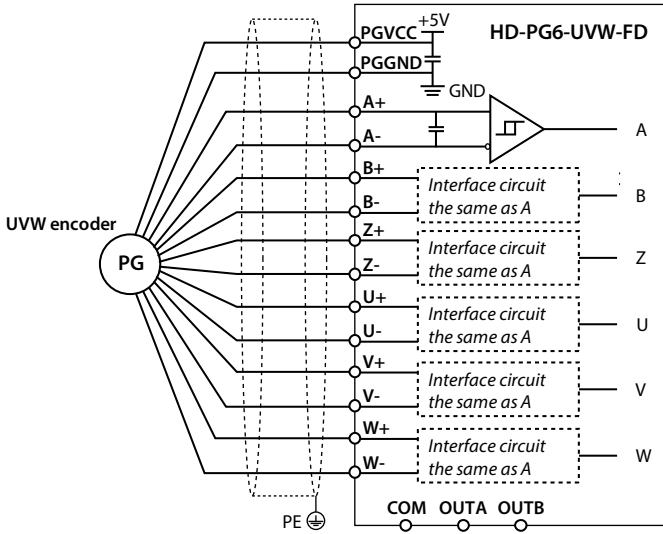 +5V
PGVCC
HD-PG6-UVW-FD
PGGND
GND
A+
A
A-
B+
Interface circuit
the same as A
B
B-
UVW encoder
PG
Z+
Interface circuit
the same as A
Z
Z-
U+
Interface circuit
the same as A
U
U-
V+
Interface circuit
the same as A
V
V-
W+
Interface circuit
the same as A
W
W-
COM OUTA OUTB
PE